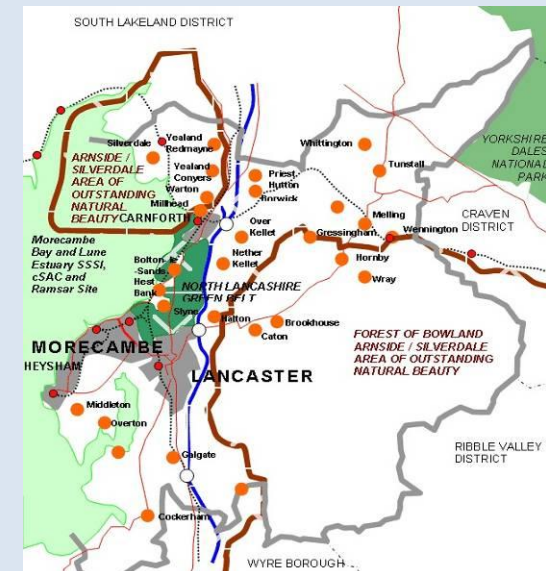 SOUTH LAKELAND DISTRICT
YORKSHIRE
DALES
NATIONAL
PARK
Silverdale
Yealand
Redmayne
Whittington
ARNSIDE /
SILVERDALE
AREA OF
OUTSTANDING
NATURAL
BEAUTY
Yealand
Conyers
Warton
Millhead
Priest
Hutton
Borwick
Tunstall
CARNFORTH
Over
Kellet
Gressingham
Melling
Wennington
CRAVEN
DISTRICT
Morecambe
Bay and Lune
Estuary SSSI,
cSAC and
Ramsar Site
Bolton-le
-Sands
Hest
Bank
Slyne
Nether
Kellet
Hornby
Wray
NORTH LANCASHIRE
GREEN BELT
Halton
Brookhouse
Caton
FOREST OF BOWLAND
ARNSIDE / SILVERDALE
AREA OF OUTSTANDING
NATURAL BEAUTY
MORECAMBE
HEYSHAM
LANCASTER
Middleton
Overton
RIBBLE VALLEY
DISTRICT
Galgate
Cockerham
WYRE BOROUGH